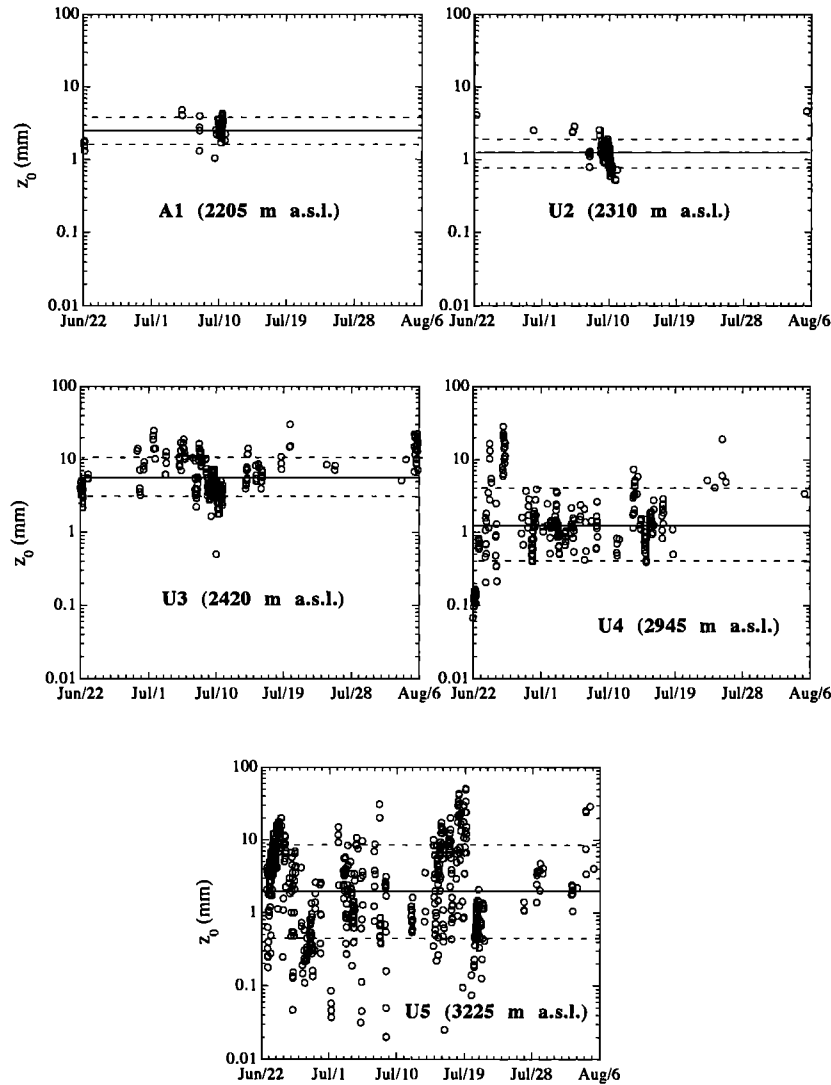 100
10
1
0.1
0.01
z0 (mm)
A1 (2205 m a.s.l.)
Jun/22 Jul/1 Jul/10 Jul/19 Jul/28 Aug/6
100
10
1
0.1
0.01
U2 (2310 m a.s.l.)
Jun/22 Jul/1 Jul/10 Jul/19 Jul/28 Aug/6
100
10
1
0.1
0.01
z0 (mm)
U3 (2420 m a.s.l.)
Jun/22 Jul/1 Jul/10 Jul/19 Jul/28 Aug/6
100
10
1
0.1
0.01
U4 (2945 m a.s.l.)
Jun/22 Jul/1 Jul/10 Jul/19 Jul/28 Aug/6
100
10
1
0.1
0.01
z0 (mm)
U5 (3225 m a.s.l.)
Jun/22 Jul/1 Jul/10 Jul/19 Jul/28 Aug/6